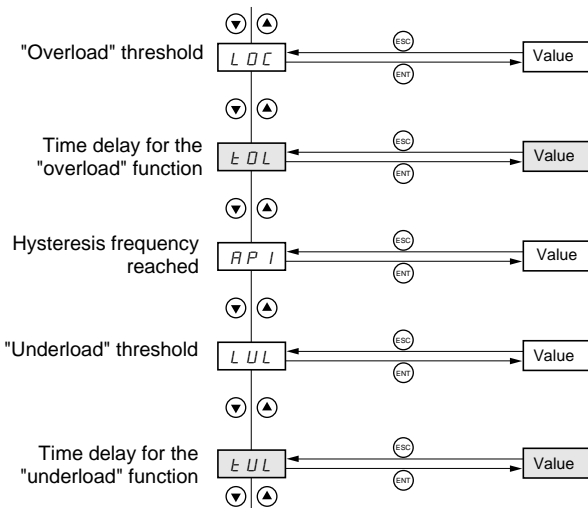 "Overload" threshold
LOC
ESC
ENT
Value
Time delay for the
"overload" function
tOL
ESC
ENT
Value
Hysteresis frequency
reached
API
ESC
ENT
Value
"Underload" threshold
LUL
ESC
ENT
Value
Time delay for the
"underload" function
tUL
ESC
ENT
Value